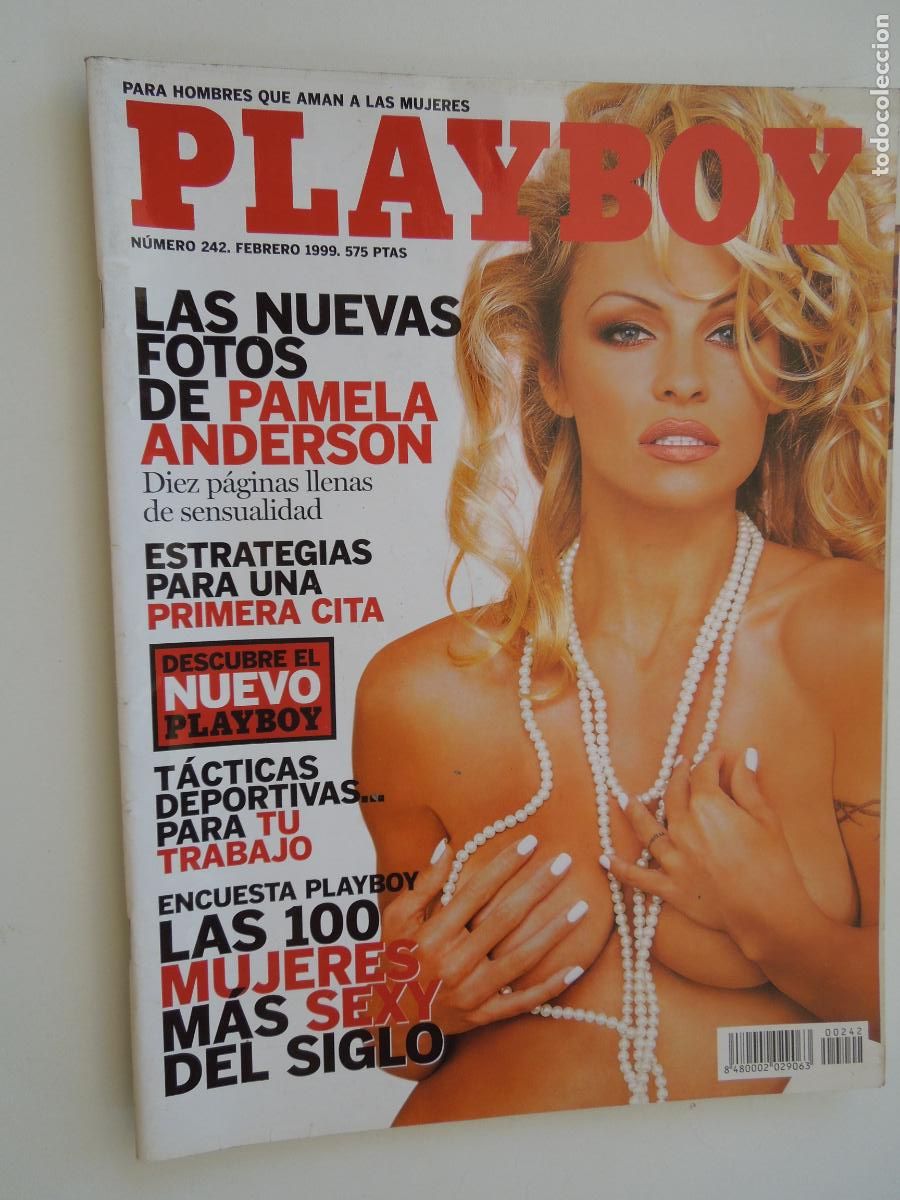 PARA HOMBRES QUE AMAN A LAS MUJERES
PLAYBOY
NÚMERO 242. FEBRERO 1999. 575 PTAS
LAS NUEVAS
FOTOS
DE PAMELA
ANDERSON
Diez páginas llenas
de sensualidad
ESTRATEGIAS
PARA UNA
PRIMERA CITA
DESCUBRE EL
NUEVO
PLAYBOY
TÁCTICAS
DEPORTIVAS...
PARA TU
TRABAJO
ENCUESTA PLAYBOY
LAS 100
MUJERES
MÁS SEXY
DEL SIGLO
00242
8 480002 029063
todocoleccion